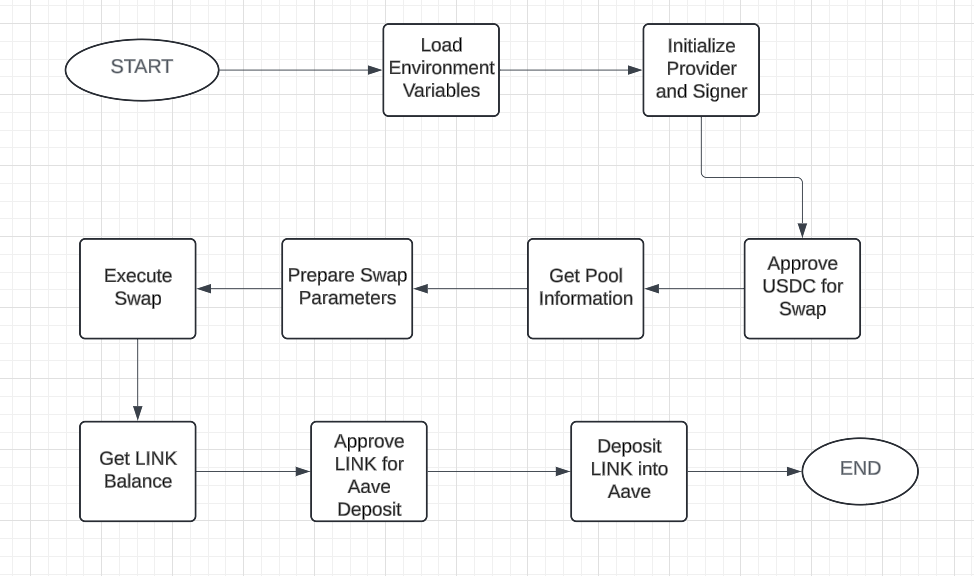 START
Load
Environment
Variables
Initialize
Provider
and Signer
Execute
Swap
Prepare Swap
Parameters
Get Pool
Information
Approve
USDC for
Swap
Get LINK
Balance
Approve
LINK for
Aave
Deposit
Deposit
LINK into
Aave
END